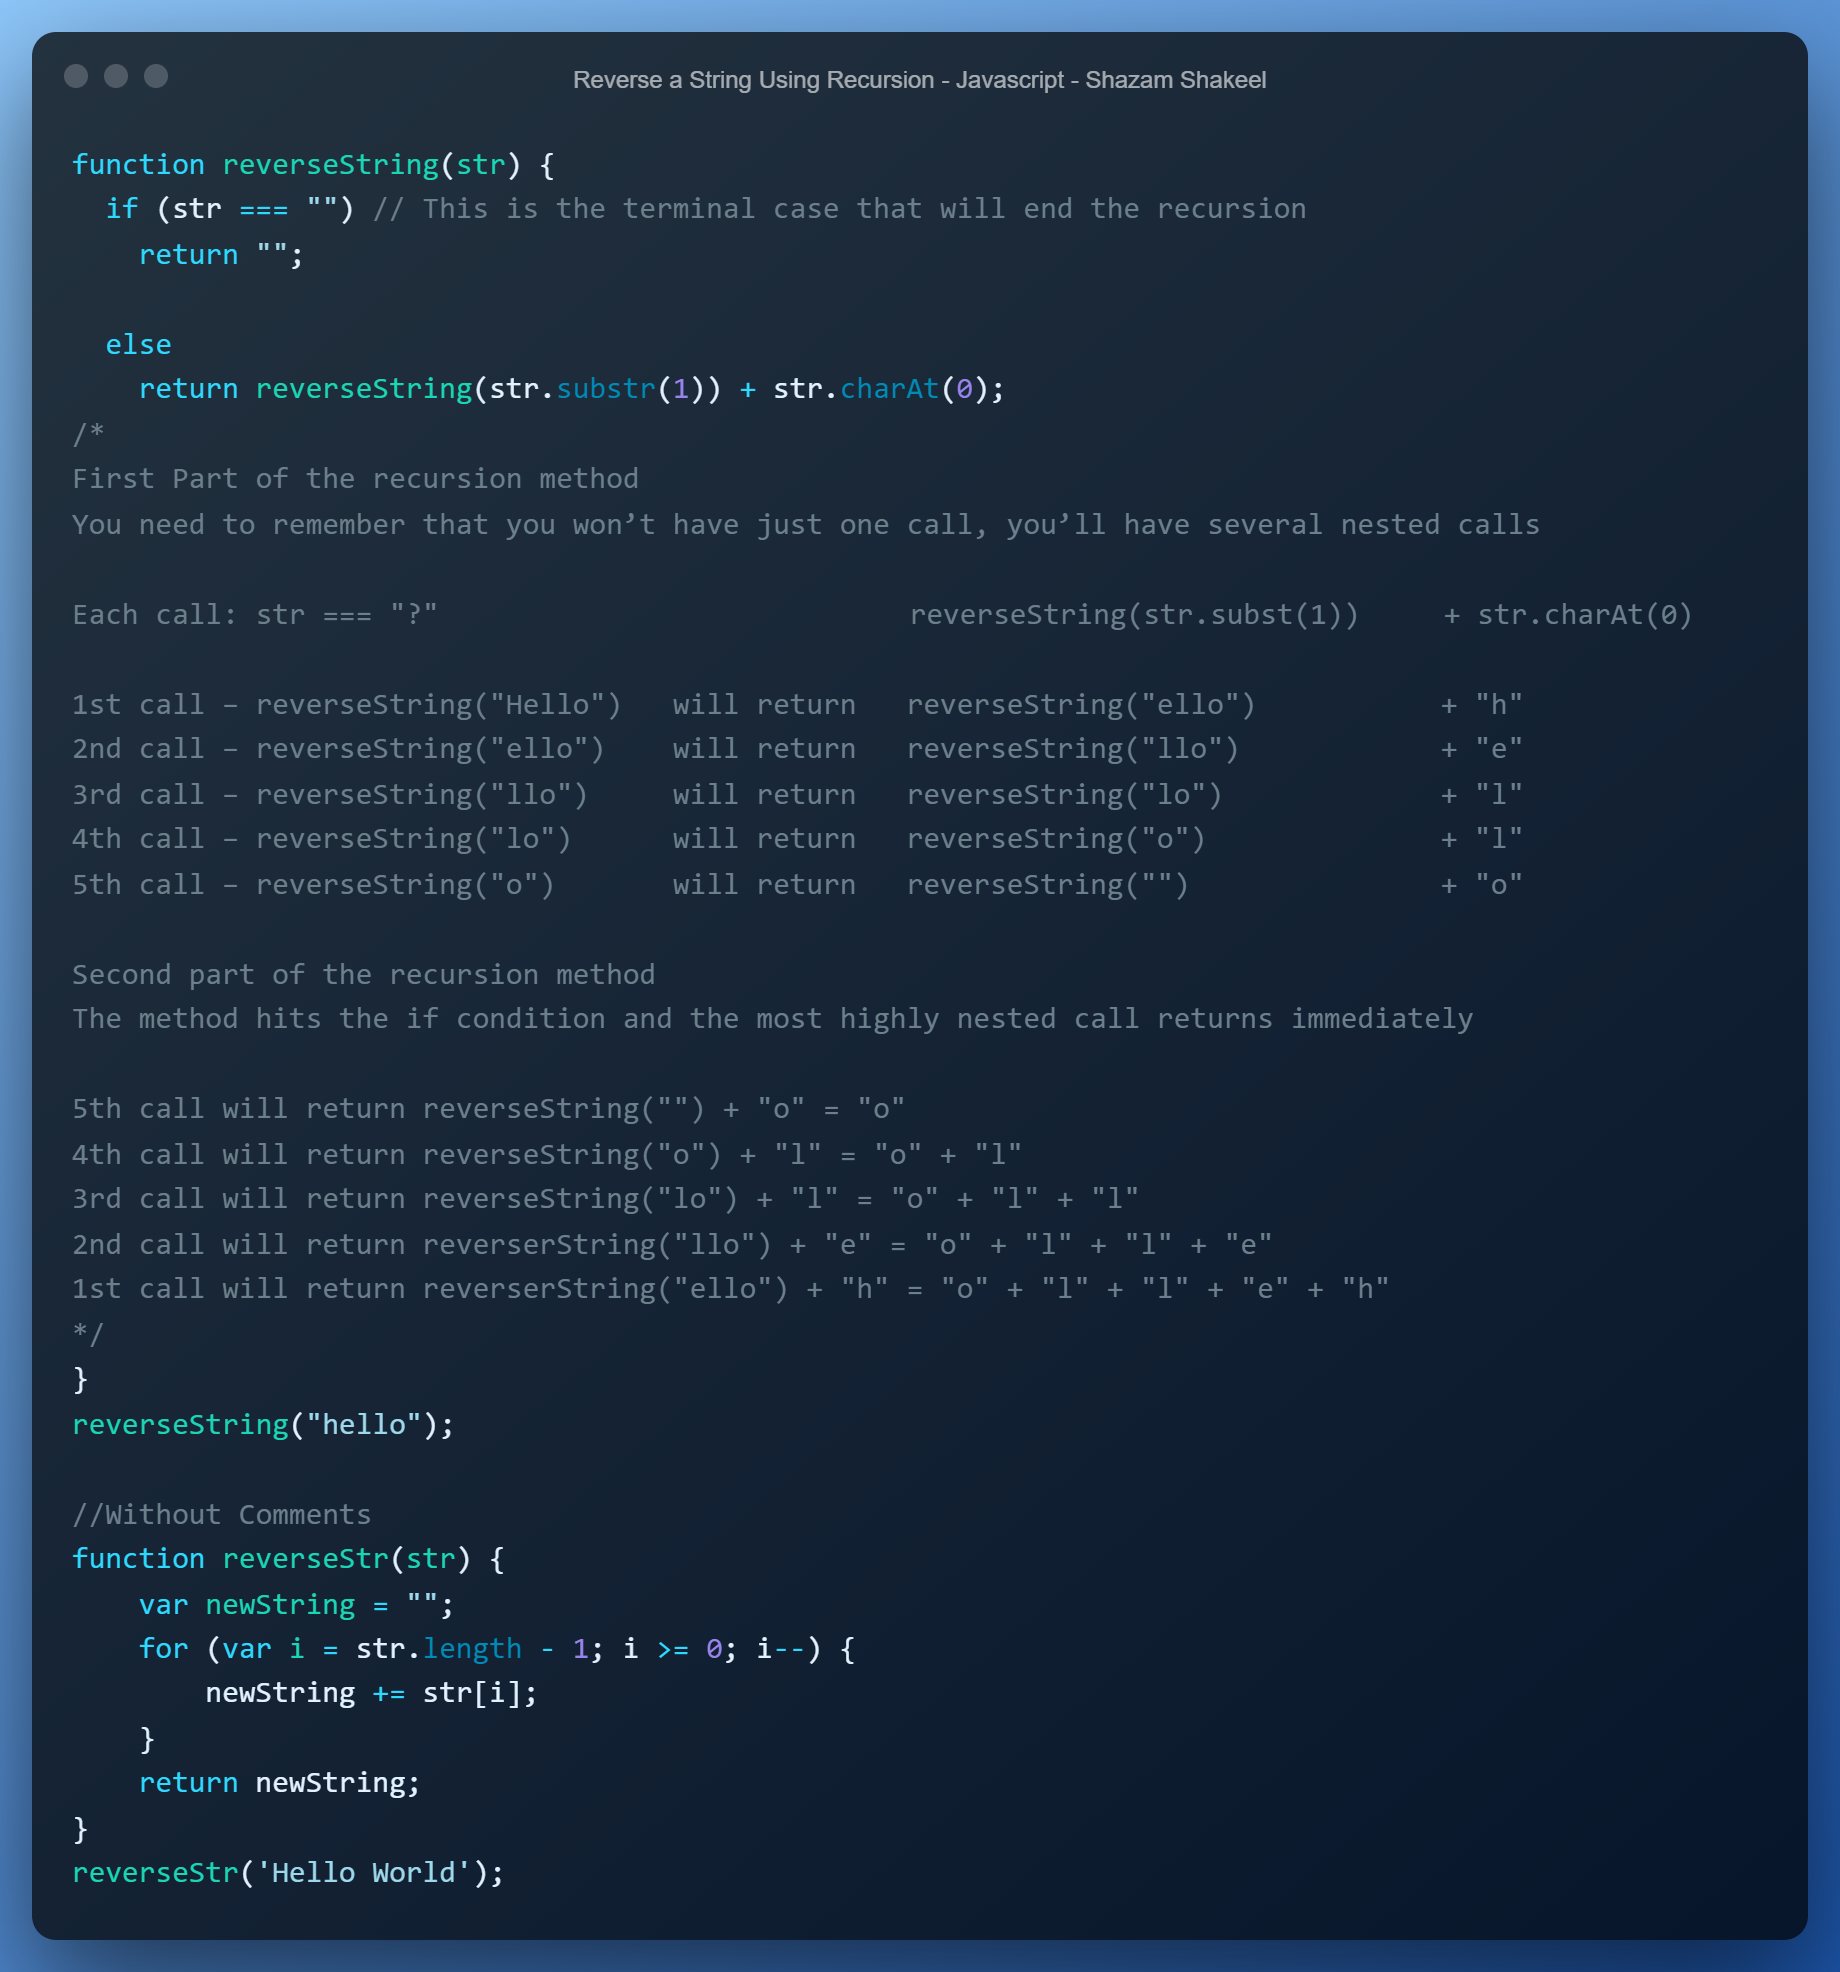 Reverse a String Using Recursion - Javascript - Shazam Shakeel
function reverseString(str) {
  if (str === "") // This is the terminal case that will end the recursion
    return "";

  else
    return reverseString(str.substr(1)) + str.charAt(0);
/*
First Part of the recursion method
You need to remember that you won’t have just one call, you’ll have several nested calls

Each call: str === "?"                            reverseString(str.subst(1))     + str.charAt(0)

1st call – reverseString("Hello")   will return   reverseString("ello")           + "h"
2nd call – reverseString("ello")    will return   reverseString("llo")            + "e"
3rd call – reverseString("llo")     will return   reverseString("lo")             + "l"
4th call – reverseString("lo")      will return   reverseString("o")              + "l"
5th call – reverseString("o")       will return   reverseString("")               + "o"

Second part of the recursion method
The method hits the if condition and the most highly nested call returns immediately

5th call will return reverseString("") + "o" = "o"
4th call will return reverseString("o") + "l" = "o" + "l"
3rd call will return reverseString("lo") + "l" = "o" + "l" + "l"
2nd call will return reverserString("llo") + "e" = "o" + "l" + "l" + "e"
1st call will return reverserString("ello") + "h" = "o" + "l" + "l" + "e" + "h"
*/
}
reverseString("hello");

//Without Comments
function reverseStr(str) {
    var newString = "";
    for (var i = str.length - 1; i >= 0; i--) {
        newString += str[i];
    }
    return newString;
}
reverseStr('Hello World');